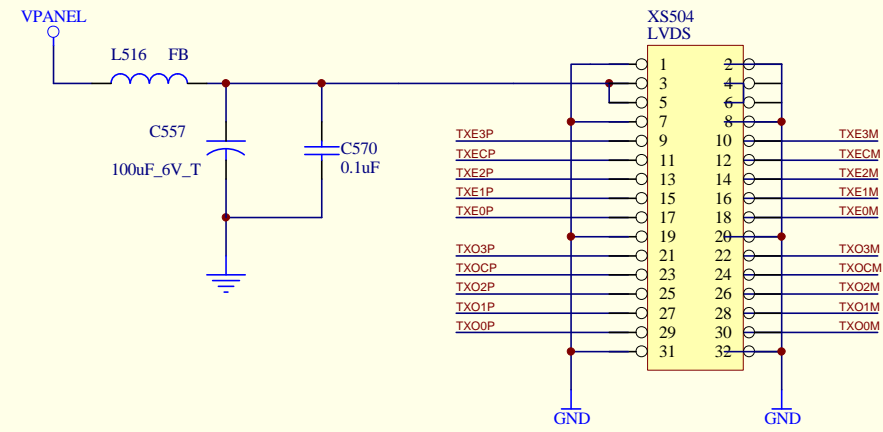 VPANEL
L516 FB
C557
100uF_6V_T
C570
0.1uF
XS504
LVDS
1 2
3 4
5 6
7 8
TXE3P 9 10 TXE3M
TXECP 11 12 TXECM
TXE2P 13 14 TXE2M
TXE1P 15 16 TXE1M
TXE0P 17 18 TXE0M
19 20
TXO3P 21 22 TXO3M
TXOCP 23 24 TXOCM
TXO2P 25 26 TXO2M
TXO1P 27 28 TXO1M
TXO0P 29 30 TXO0M
31 32
GND GND